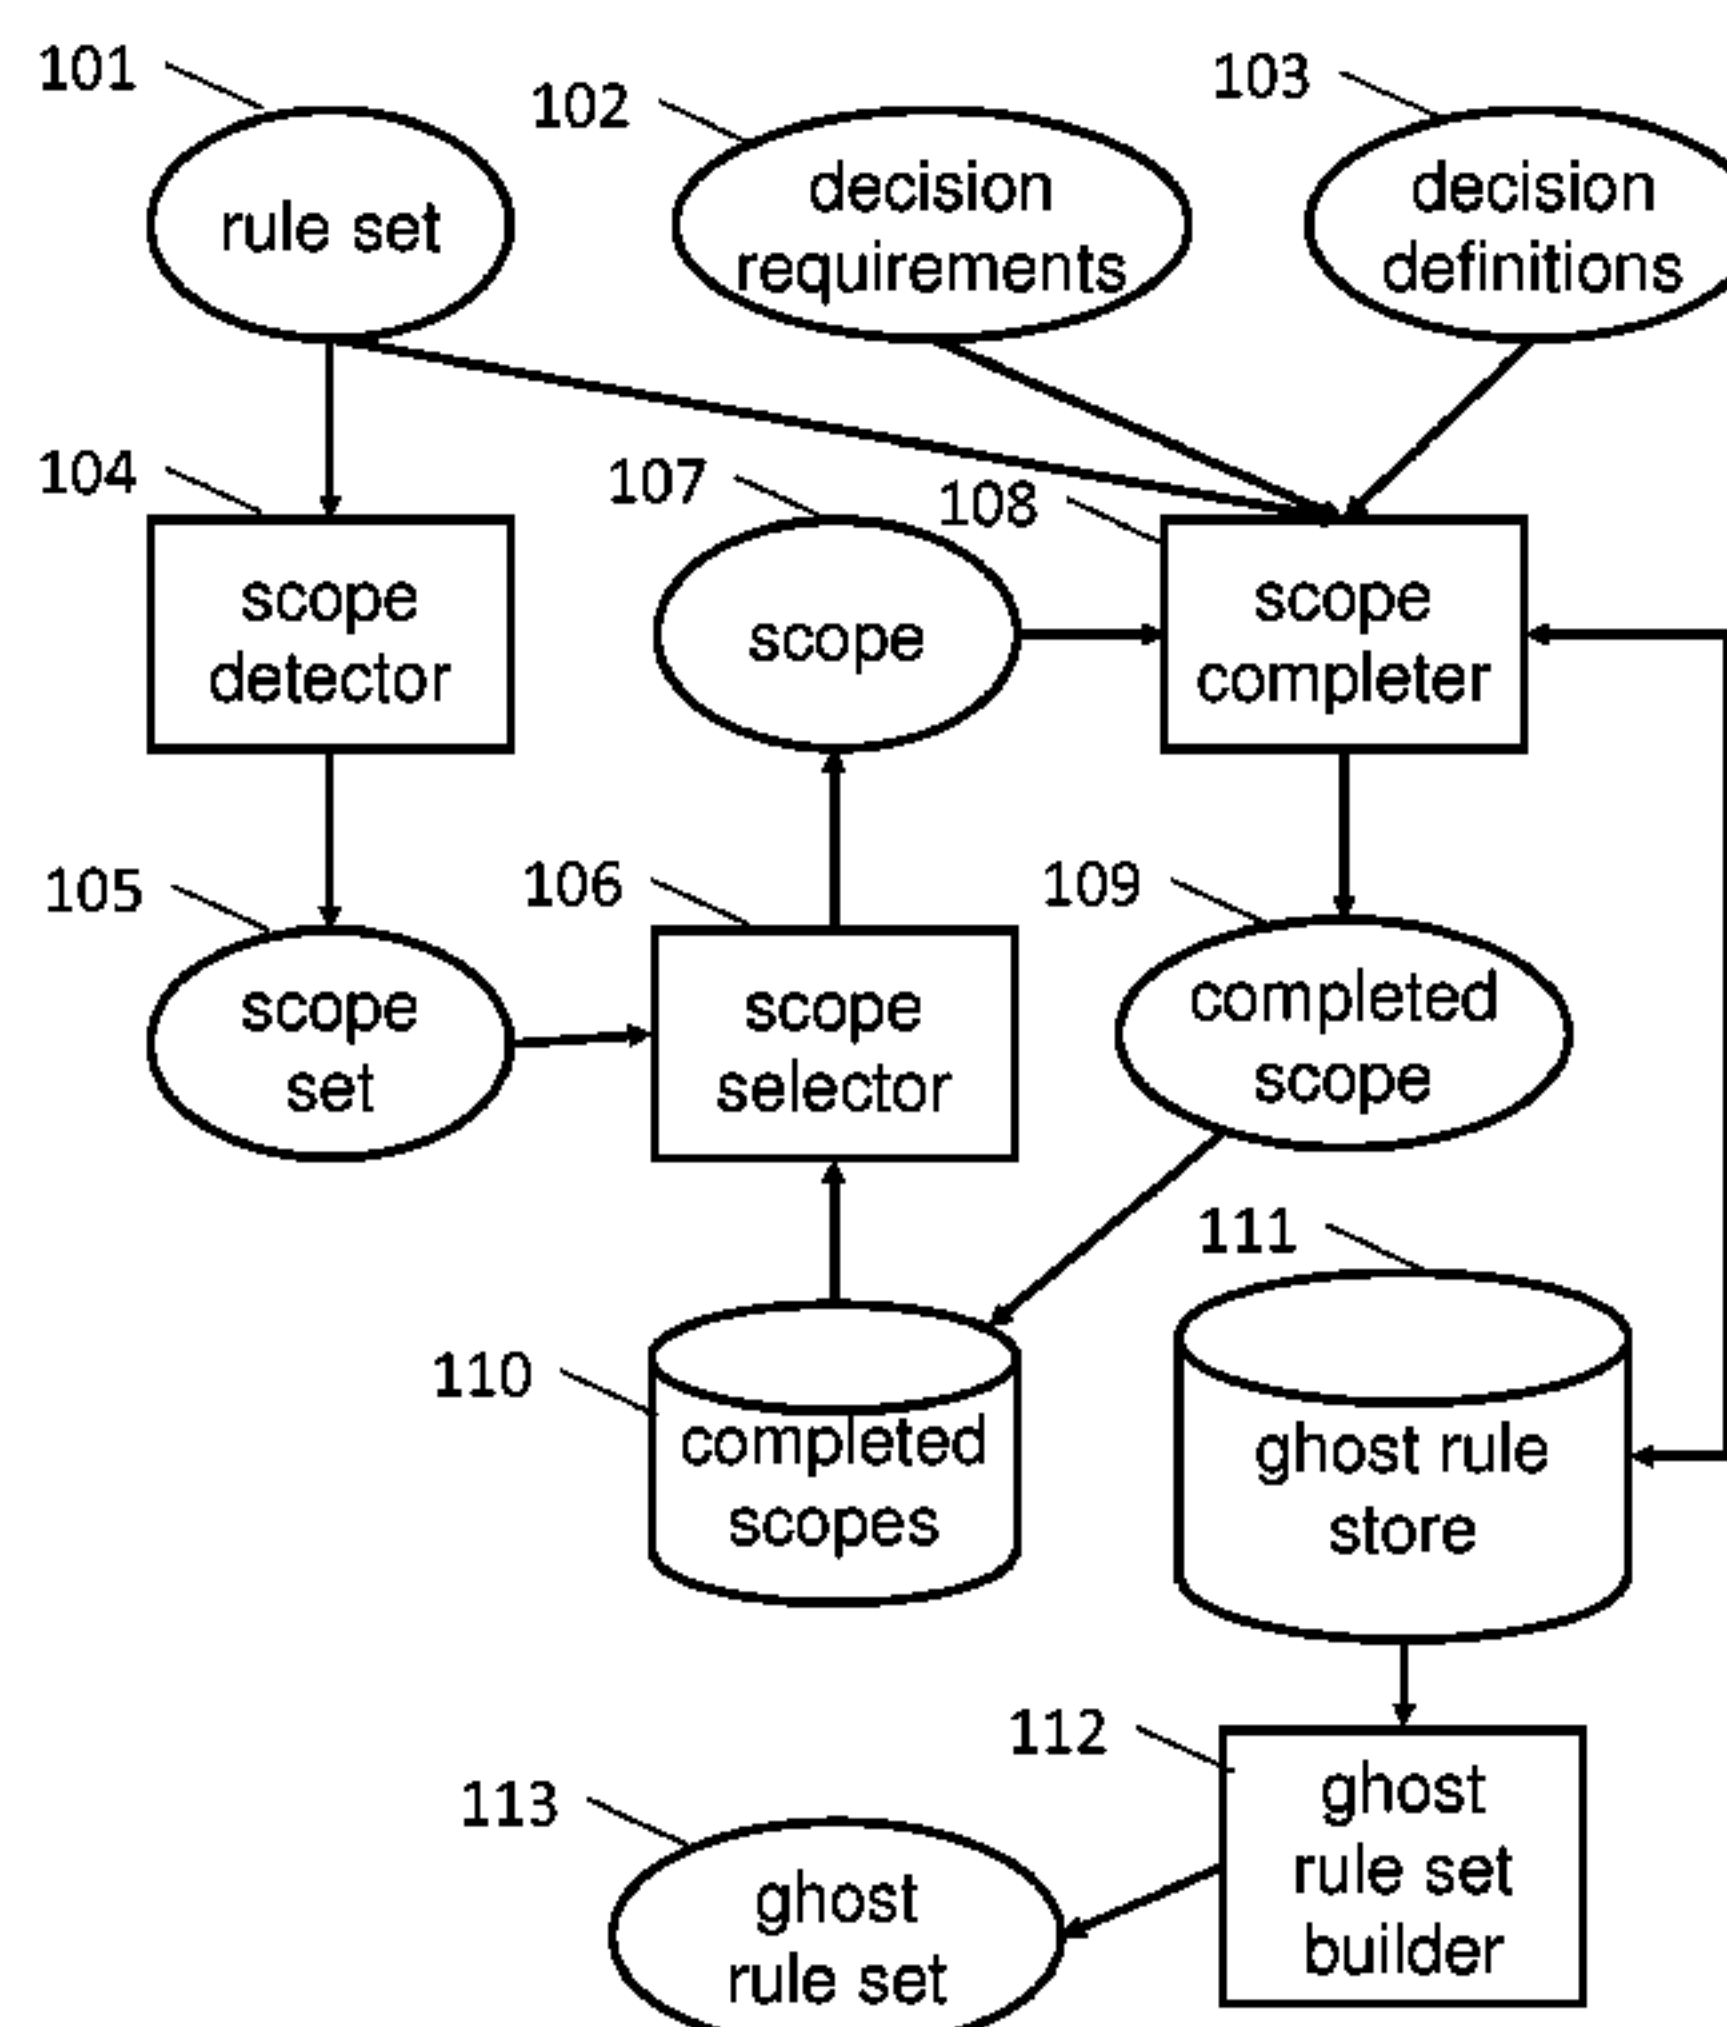 101
rule set
102
decision
requirements
103
decision
definitions
104
scope
detector
107
scope
108
scope
completer
105
scope
set
106
scope
selector
109
completed
scope
110
completed
scopes
111
ghost rule
store
112
ghost
rule set
builder
113
ghost
rule set